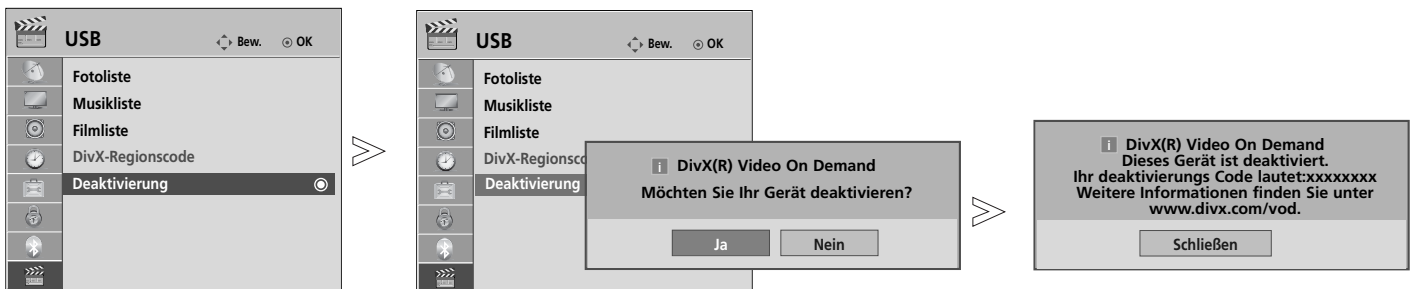 USB
Bew.
OK
Fotoliste
Musikliste
Filmliste
DivX-Regionscode
Deaktivierung
USB
Bew.
OK
Fotoliste
Musikliste
Filmliste
DivX-Regionsco
Deaktivierung
i DivX(R) Video On Demand
Möchten Sie Ihr Gerät deaktivieren?
Ja
Nein
i DivX(R) Video On Demand
Dieses Gerät ist deaktiviert.
Ihr deaktivierungs Code lautet:xxxxxxxx
Weitere Informationen finden Sie unter
www.divx.com/vod.
Schließen